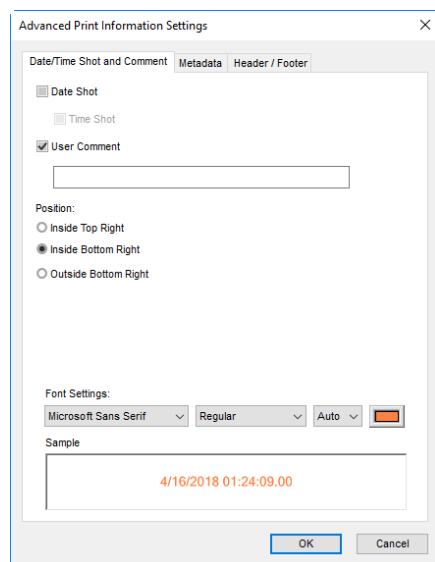 Advanced Print Information Settings
Date/Time Shot and Comment Metadata Header / Footer
Date Shot
Time Shot
User Comment
Position:
Inside Top Right
Inside Bottom Right
Outside Bottom Right
Font Settings:
Microsoft Sans Serif Regular Auto
Sample
4/16/2018 01:24:09.00
OK Cancel